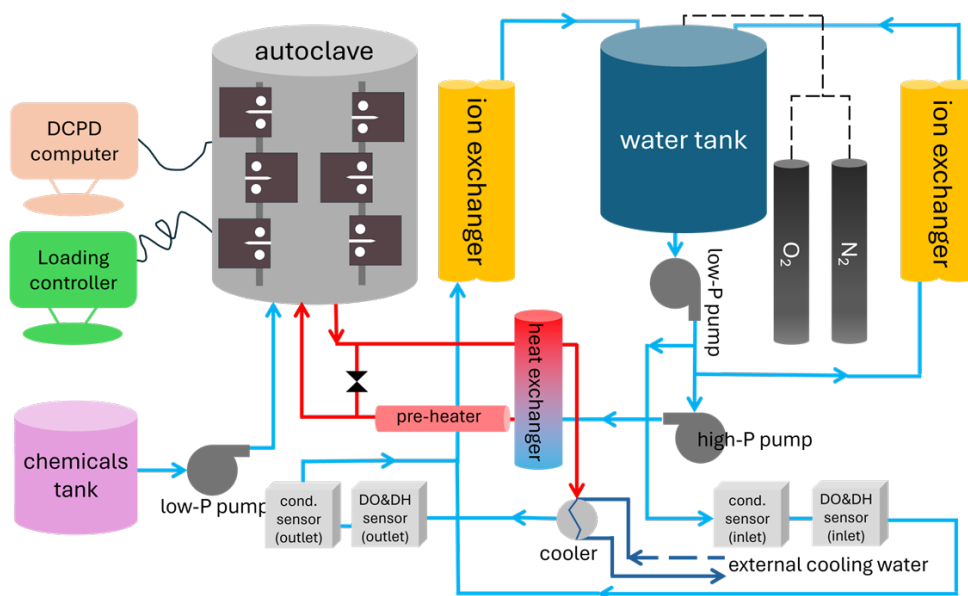 autoclave
DCPD
computer
Loading
controller
ion exchanger
water tank
O2
N2
ion exchanger
low-P pump
heat exchanger
pre-heater
high-P pump
chemicals
tank
low-P pump
cond.
sensor
(outlet)
DO&DH
sensor
(outlet)
cooler
cond.
sensor
(inlet)
DO&DH
sensor
(inlet)
external cooling water